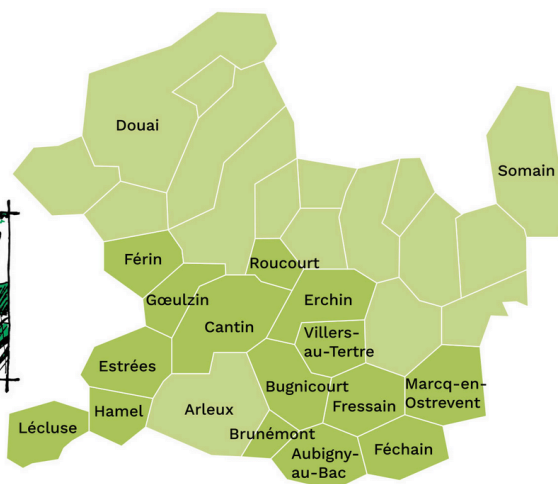 Douai
Somain
Férin
Roucourt
Gœulzin
Erchin
Cantin
Villers-
au-Tertre
Estrées
Bugnicourt
Marcq-en-
Ostrevent
Hamel
Arleux
Fressain
Lécluse
Brunémont
Aubigny-
au-Bac
Féchain